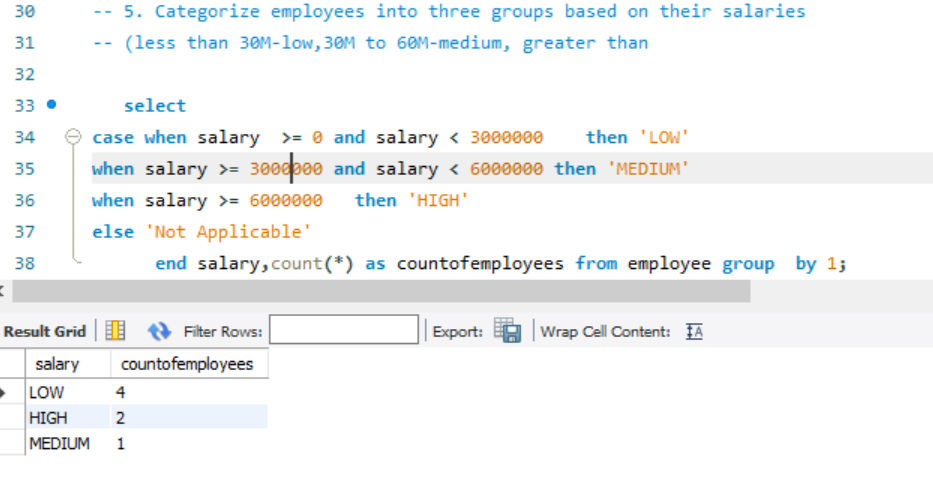 30 -- 5. Categorize employees into three groups based on their salaries
31 -- (less than 30M-low,30M to 60M-medium, greater than
32
33 select
34 case when salary >= 0 and salary < 3000000 then 'LOW'
35 when salary >= 3000000 and salary < 6000000 then 'MEDIUM'
36 when salary >= 6000000 then 'HIGH'
37 else 'Not Applicable'
38 end salary,count(*) as countofemployees from employee group by 1;
Result Grid Filter Rows: Export: Wrap Cell Content: IA
salary countofemployees
LOW 4
HIGH 2
MEDIUM 1